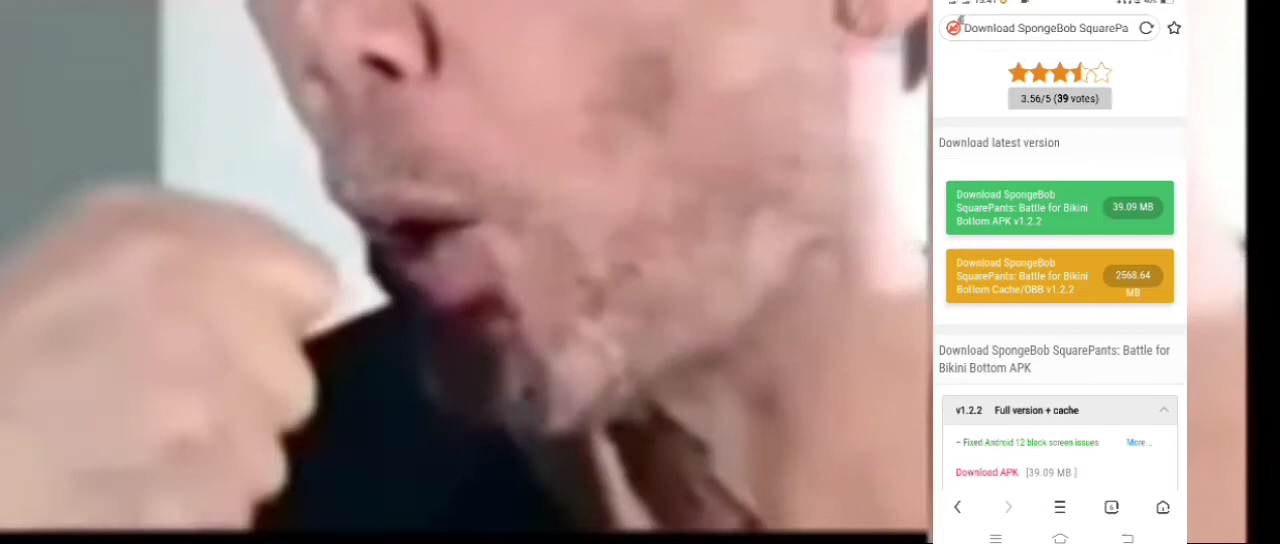 Download SpongeBob SquarePa
3.56/5 (39 votes)
Download latest version
Download SpongeBob
SquarePants: Battle for Bikini
Bottom APK v1.2.2
39.09 MB
Download SpongeBob
SquarePants: Battle for Bikini
Bottom Cache/OBB v1.2.2
2568.64
MB
Download SpongeBob SquarePants: Battle for
Bikini Bottom APK
v1.2.2 Full version + cache
- Fixed Android 12 black screen issues More ..
Download APK [39.09 MB ]
6